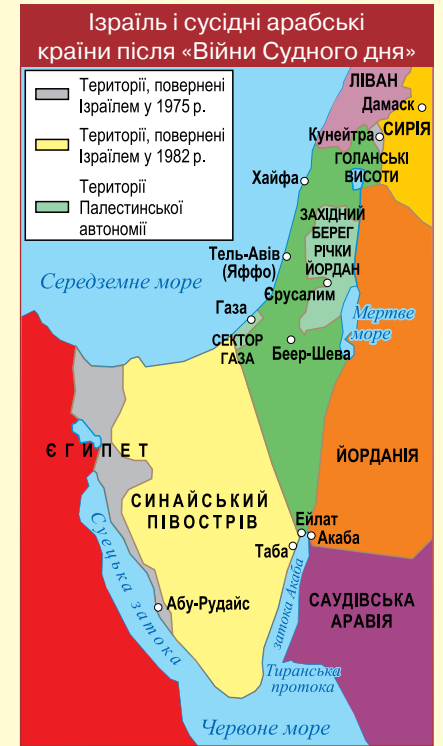 Ізраїль і сусідні арабські
країни після «Війни Судного дня»
Території, повернені
Ізраїлем у 1975 р.
Території, повернені
Ізраїлем у 1982 р.
Території
Палестинської
автономії
ЛІВАН
Дамаск
Кунейтра
СИРІЯ
ГОЛАНСЬКІ
ВИСОТИ
Хайфа
ЗАХІДНИЙ
БЕРЕГ
РІЧКИ
ЙОРДАН
Тель-Авів
(Яффо)
Середземне море
Єрусалим
Газа
Мертве
море
СЕКТОР
ГАЗА
Беер-Шева
ЄГИПЕТ
ЙОРДАНІЯ
СИНАЙСЬКИЙ
ПІВОСТРІВ
Ейлат
Акаба
Таба
Суецька затока
затока Акаба
Абу-Рудайс
САУДІВСЬКА
АРАВІЯ
Тиранська
протока
Червоне море